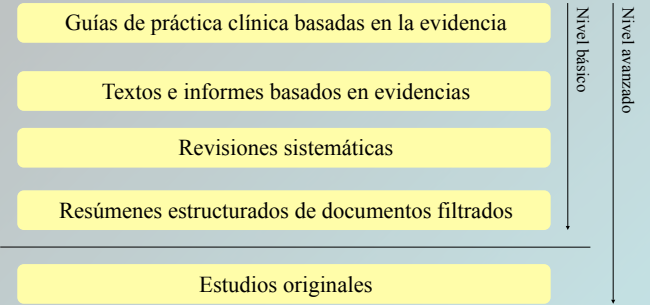 Guías de práctica clínica basadas en la evidencia
Textos e informes basados en evidencias
Revisiones sistemáticas
Resúmenes estructurados de documentos filtrados
Estudios originales
Nivel básico
Nivel avanzado